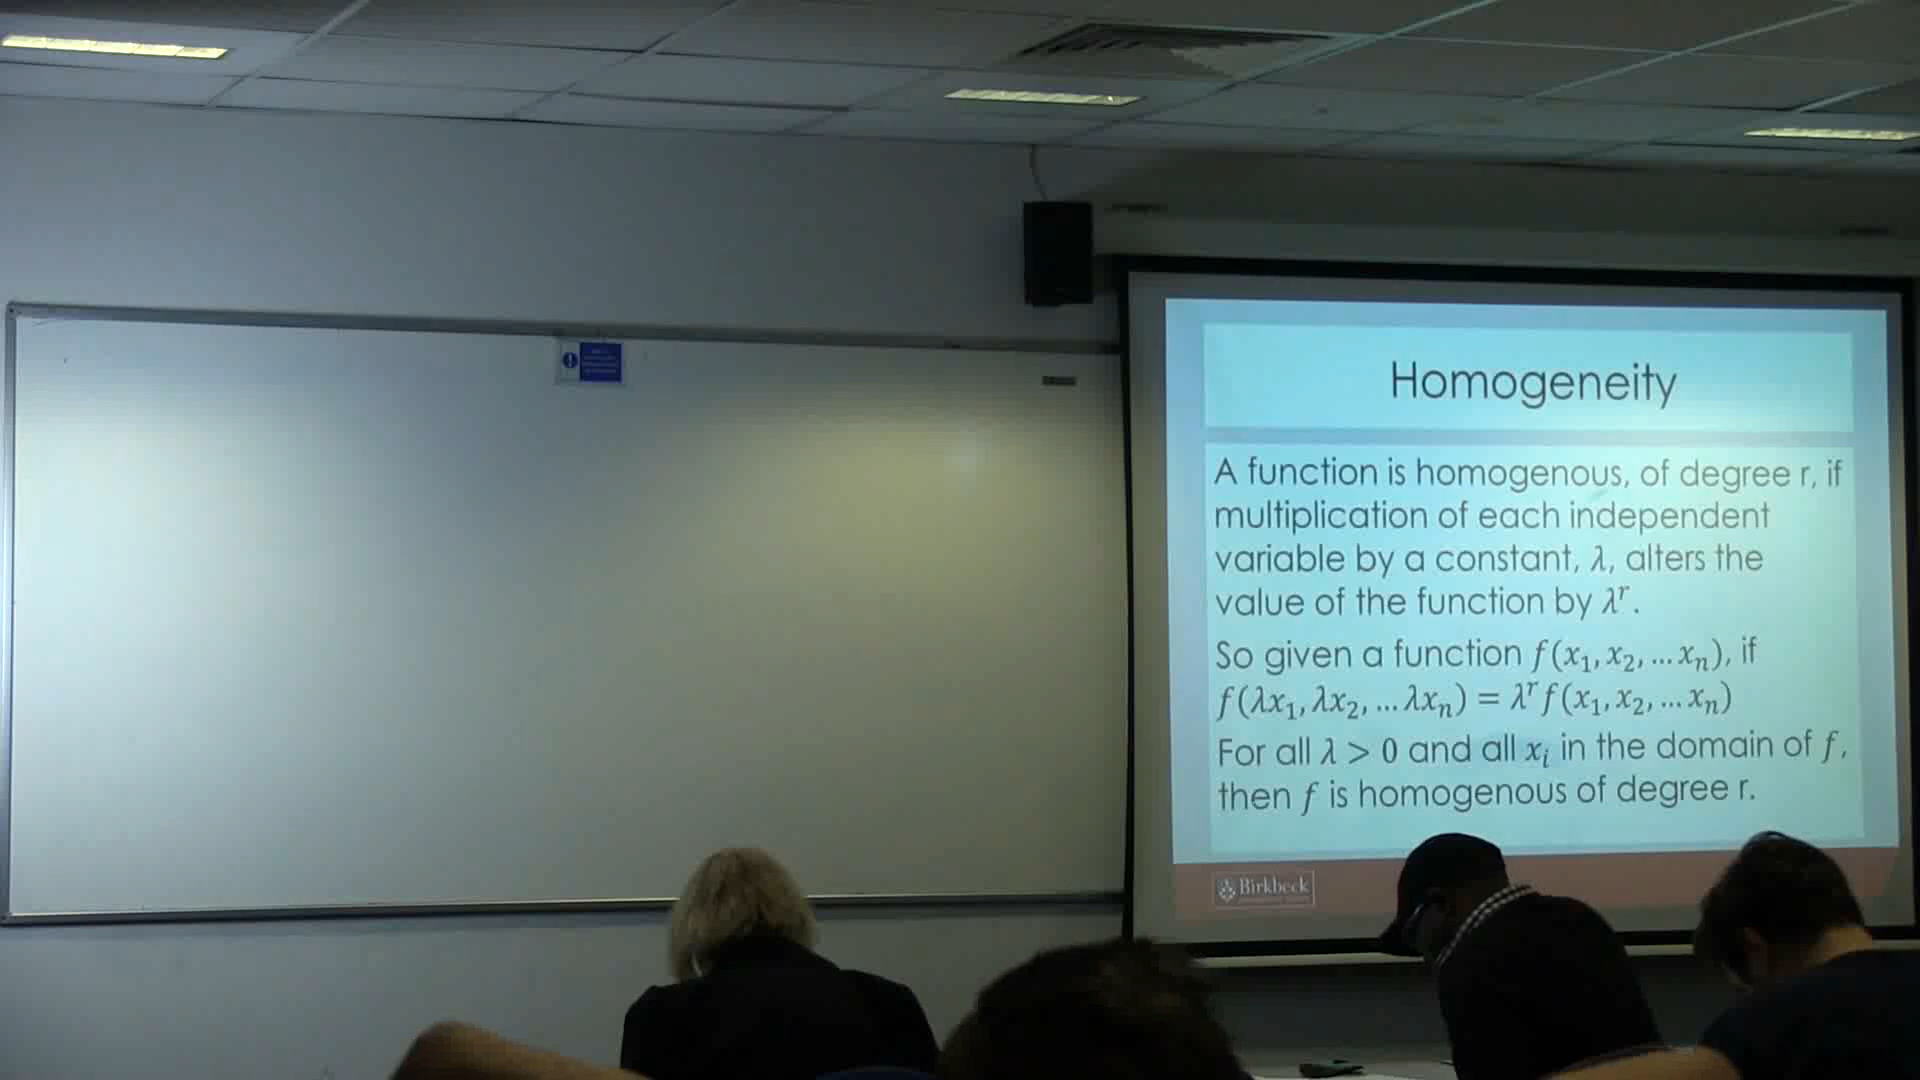 Homogeneity
A function is homogenous, of degree r, if
multiplication of each independent
variable by a constant, λ, alters the
value of the function by λʳ.
So given a function f(x₁, x₂, … xₙ), if
f(λx₁, λx₂, … λxₙ) = λʳf(x₁, x₂, … xₙ)
For all λ > 0 and all xᵢ in the domain of f,
then f is homogenous of degree r.
Birkbeck